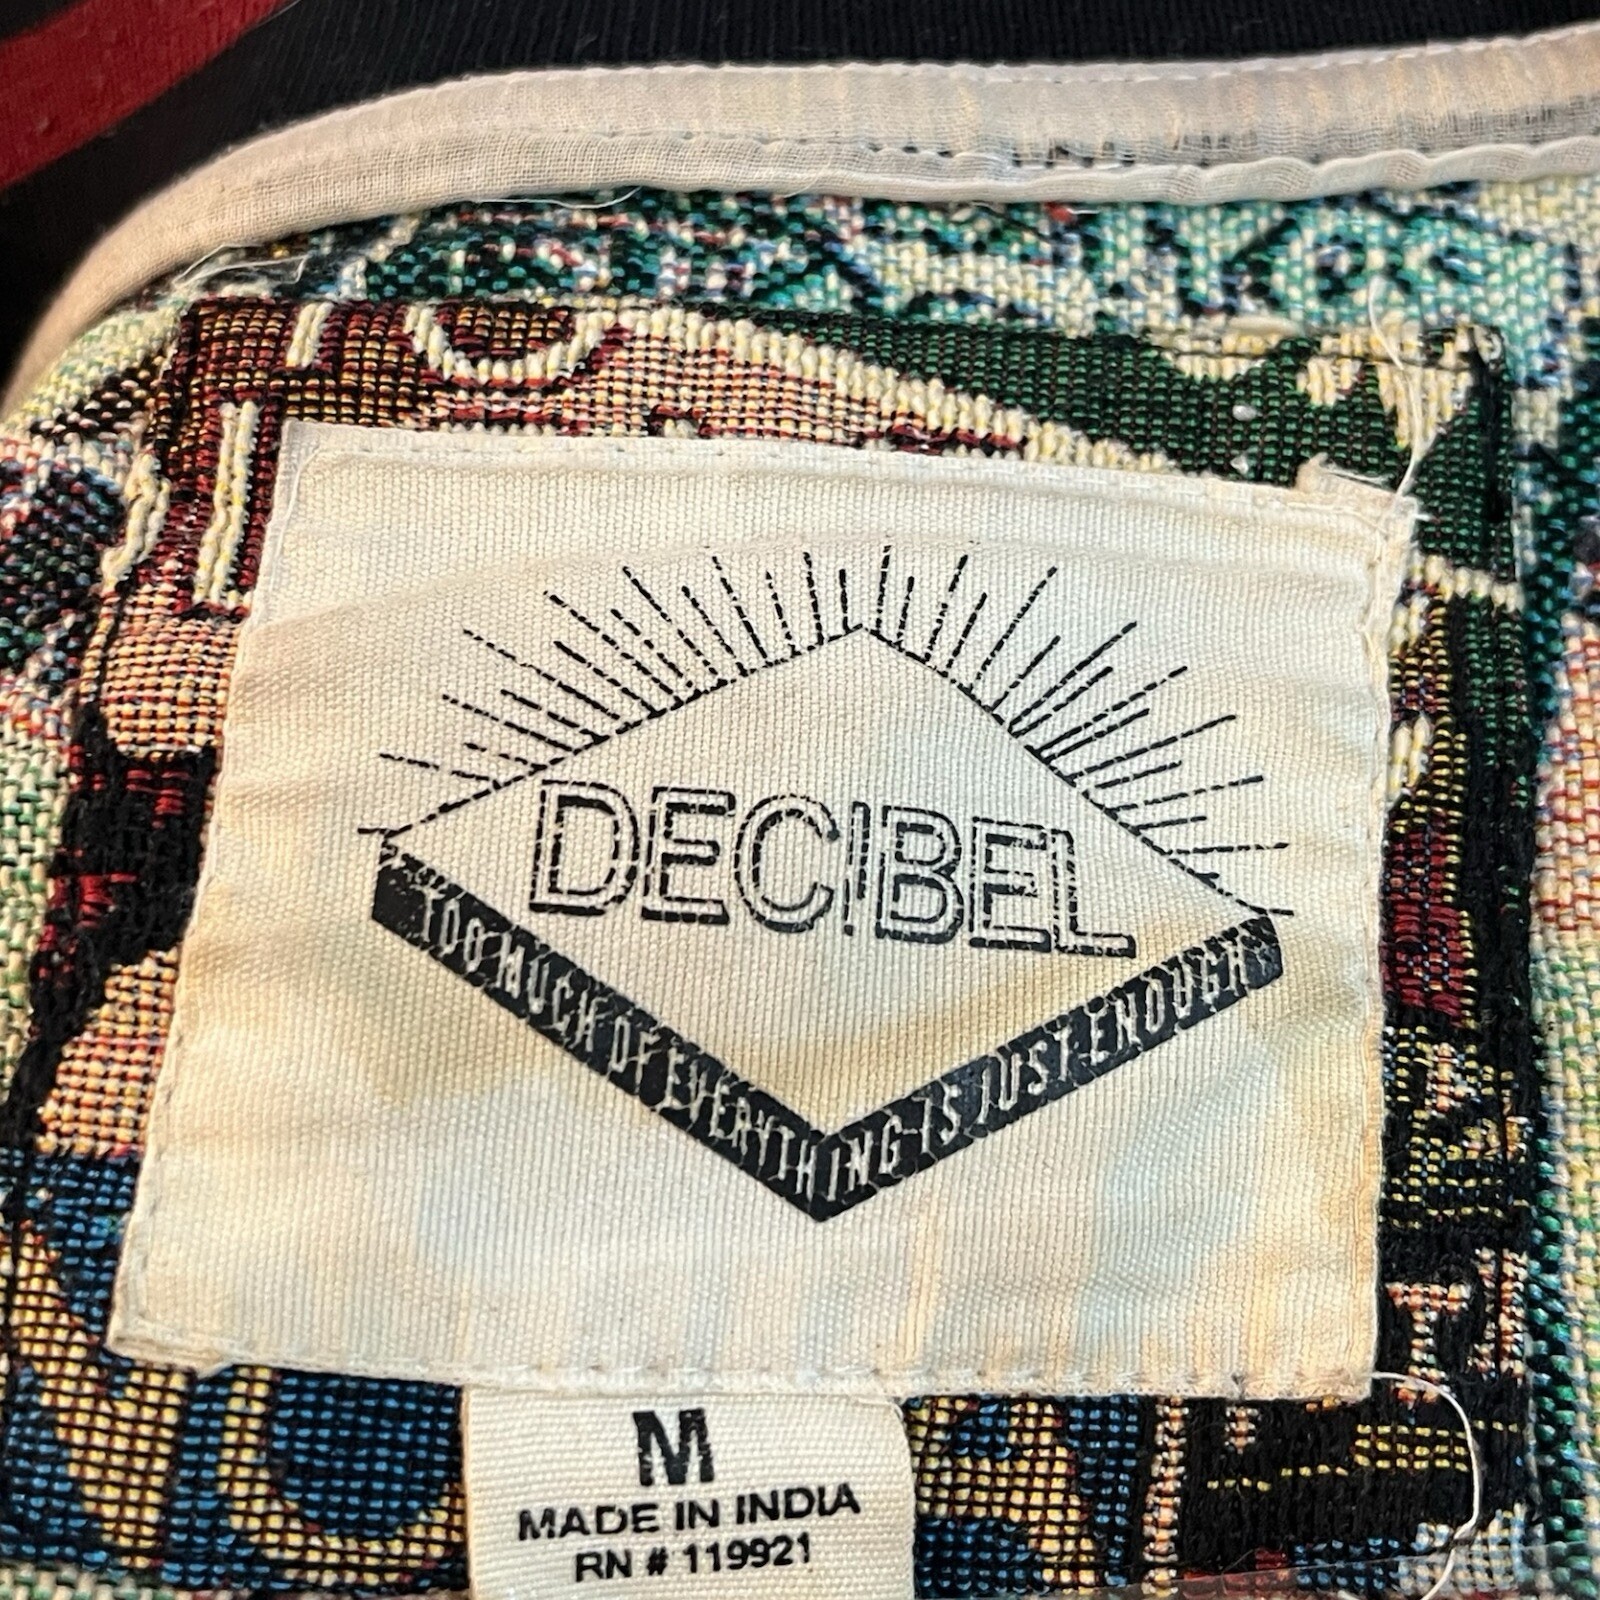 DECIBEL
TOO MUCH OF EVERYTHING IS JUST ENOUGH
M
MADE IN INDIA
RN # 119921